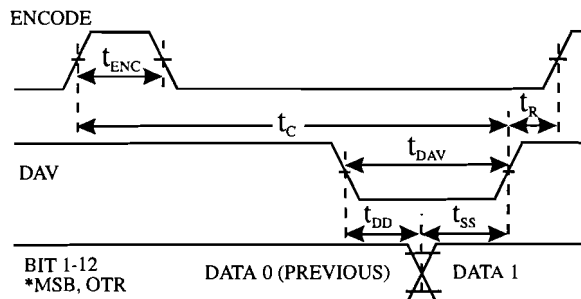 ENCODE
tENC
tC
tR
DAV
tDAV
tDD
tSS
BIT 1-12
*MSB, OTR
DATA 0 (PREVIOUS)
DATA 1